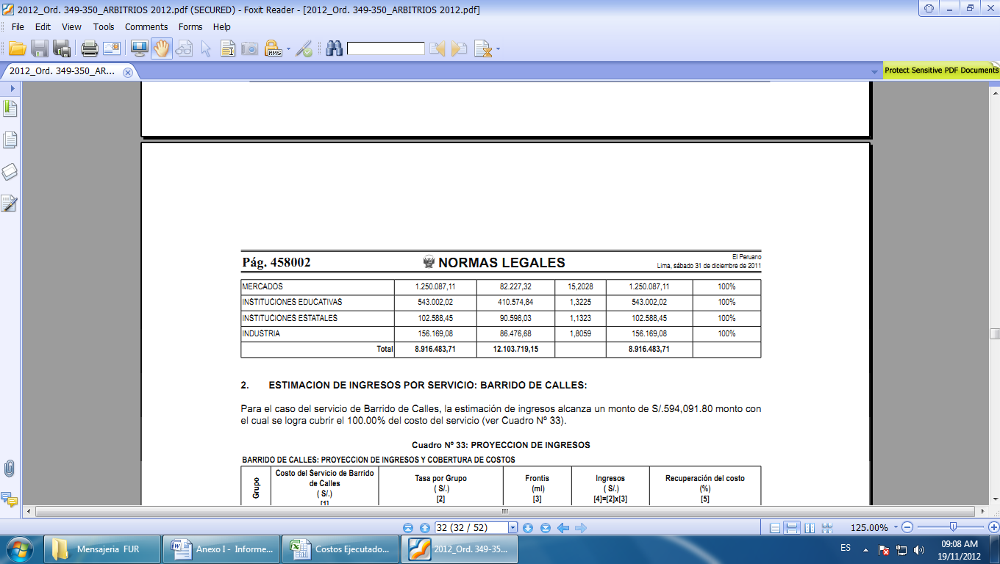 2012_Ord. 349-350_ARBITRIOS 2012.pdf (SECURED) - Foxit Reader - [2012_Ord. 349-350_ARBITRIOS 2012.pdf]
File Edit View Tools Comments Forms Help
RMS
2012_Ord. 349-350_AR... Protect Sensitive PDF Documents
Pág. 458002 NORMAS LEGALES El Peruano
Lima, sábado 31 de diciembre de 2011
MERCADOS 1.250.087,11 82.227,32 15,2028 1.250.087,11 100%
INSTITUCIONES EDUCATIVAS 543.002,02 410.574,84 1,3225 543.002,02 100%
INSTITUCIONES ESTATALES 102.588,45 90.598,03 1,1323 102.588,45 100%
INDUSTRIA 156.169,08 86.476,68 1,8059 156.169,08 100%
Total 8.916.483,71 12.103.719,15 8.916.483,71
2. ESTIMACION DE INGRESOS POR SERVICIO: BARRIDO DE CALLES:
Para el caso del servicio de Barrido de Calles, la estimación de ingresos alcanza un monto de S/.594,091.80 monto con
el cual se logra cubrir el 100.00% del costo del servicio (ver Cuadro Nº 33).
Cuadro Nº 33: PROYECCION DE INGRESOS
BARRIDO DE CALLES: PROYECCION DE INGRESOS Y COBERTURA DE COSTOS
Grupo
Costo del Servicio de Barrido
de Calles
( S/.)
[1]
Tasa por Grupo
( S/.)
[2]
Frontis
(ml)
[3]
Ingresos
( S/.)
[4]=[2]x[3]
Recuperación del costo
(%)
[5]
32 (32 / 52) 125.00%
Mensajeria FUR Anexo I - Informe... Costos Ejecutado... 2012_Ord. 349-35... ES 09:08 AM
19/11/2012